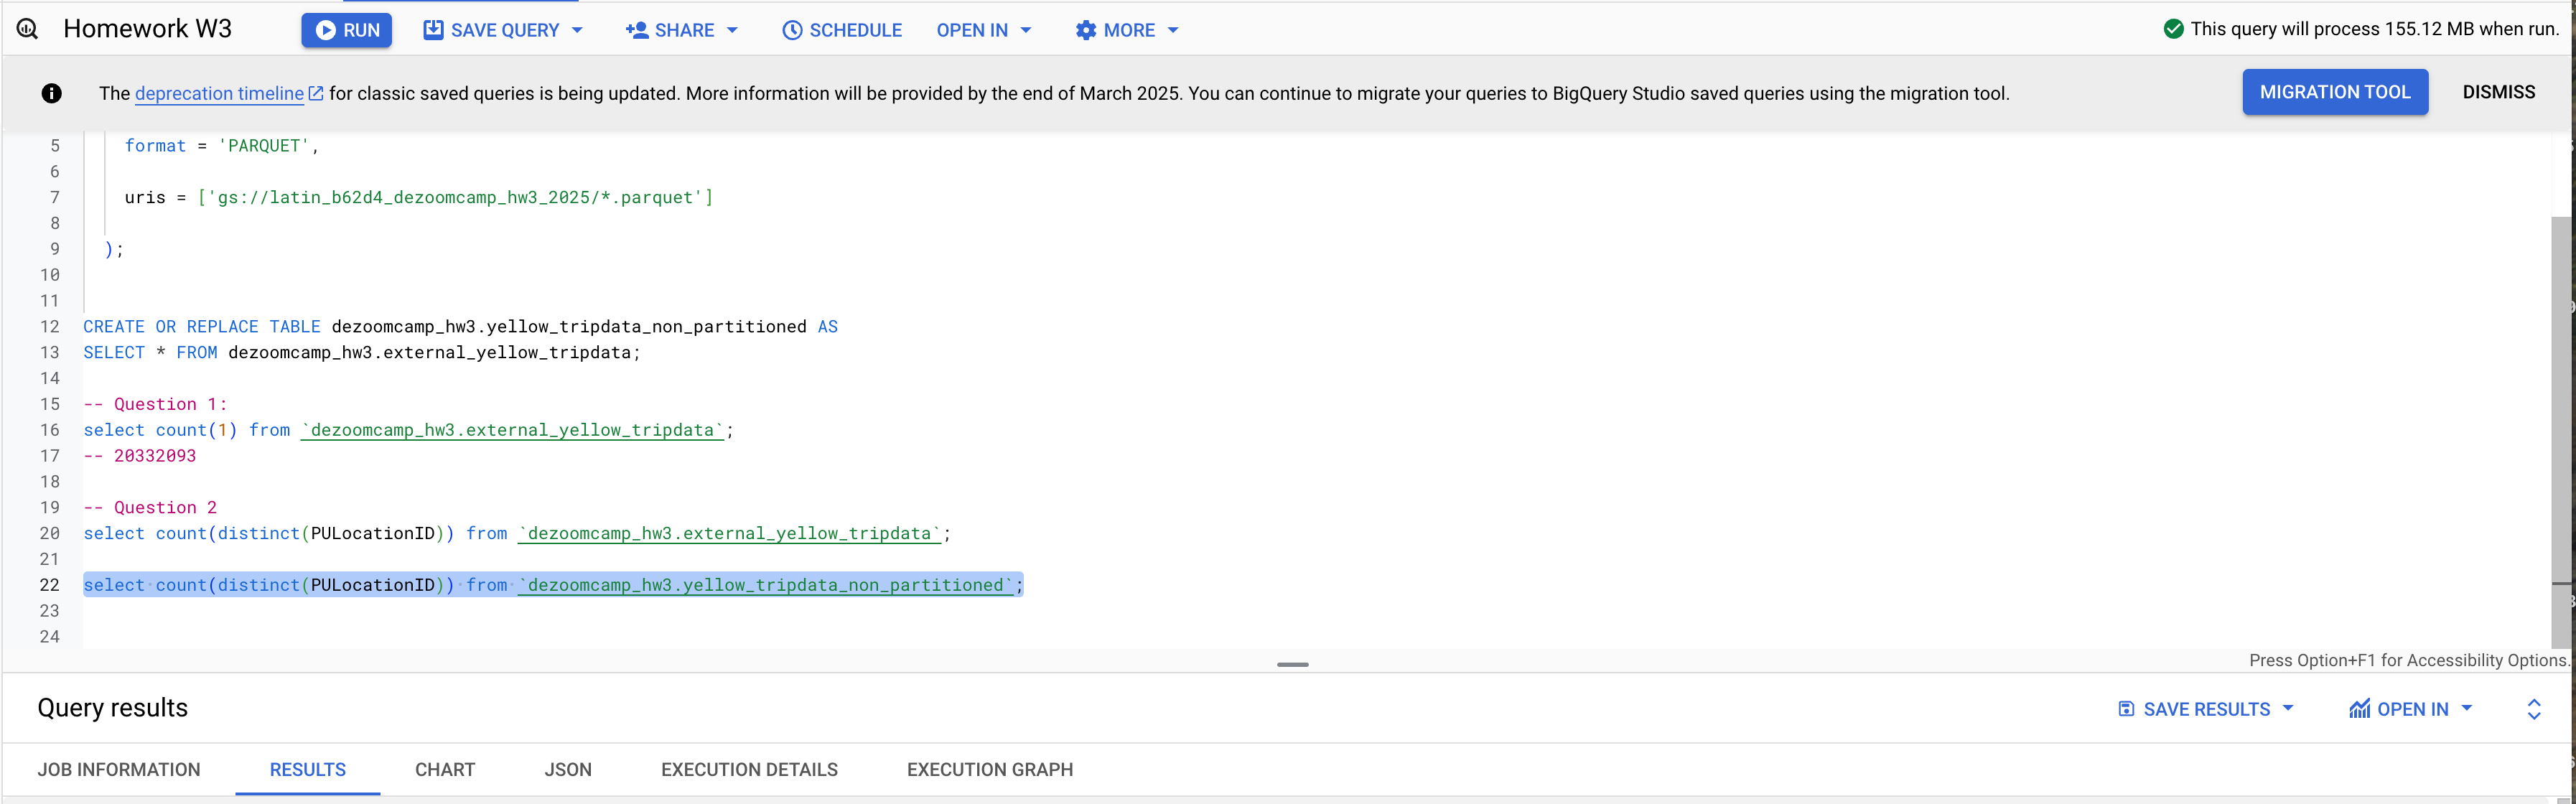 Homework W3 RUN SAVE QUERY SHARE SCHEDULE OPEN IN MORE This query will process 155.12 MB when run.
The deprecation timeline for classic saved queries is being updated. More information will be provided by the end of March 2025. You can continue to migrate your queries to BigQuery Studio saved queries using the migration tool. MIGRATION TOOL DISMISS
5 format = 'PARQUET',
6
7 uris = ['gs://latin_b62d4_dezoomcamp_hw3_2025/*.parquet']
8
9 );
10
11
12 CREATE OR REPLACE TABLE dezoomcamp_hw3.yellow_tripdata_non_partitioned AS
13 SELECT * FROM dezoomcamp_hw3.external_yellow_tripdata;
14
15 -- Question 1:
16 select count(1) from `dezoomcamp_hw3.external_yellow_tripdata`;
17 -- 20332093
18
19 -- Question 2
20 select count(distinct(PULocationID)) from `dezoomcamp_hw3.external_yellow_tripdata`;
21
22 select count(distinct(PULocationID)) from `dezoomcamp_hw3.yellow_tripdata_non_partitioned`;
23
24
Press Option+F1 for Accessibility Options.
Query results SAVE RESULTS OPEN IN
JOB INFORMATION RESULTS CHART JSON EXECUTION DETAILS EXECUTION GRAPH